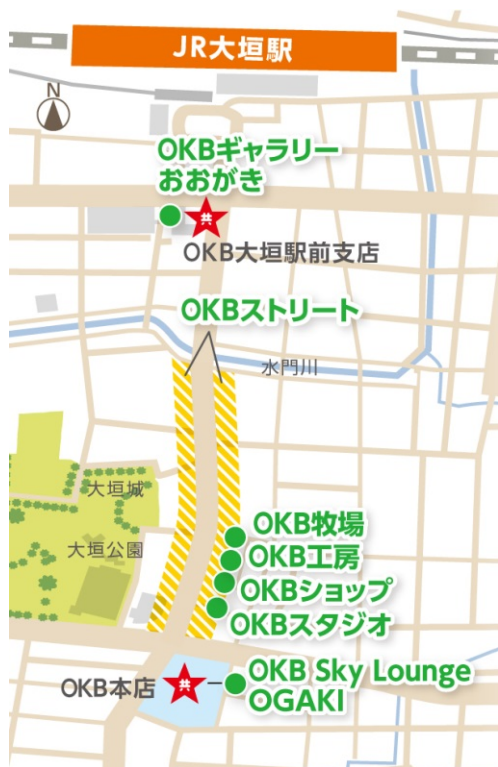 JR大垣駅
N
OKBギャラリー
おおがき
共
OKB大垣駅前支店
OKBストリート
水門川
大垣城
大垣公園
OKB牧場
OKB工房
OKBショップ
OKBスタジオ
OKB本店
共
OKB Sky Lounge
OGAKI